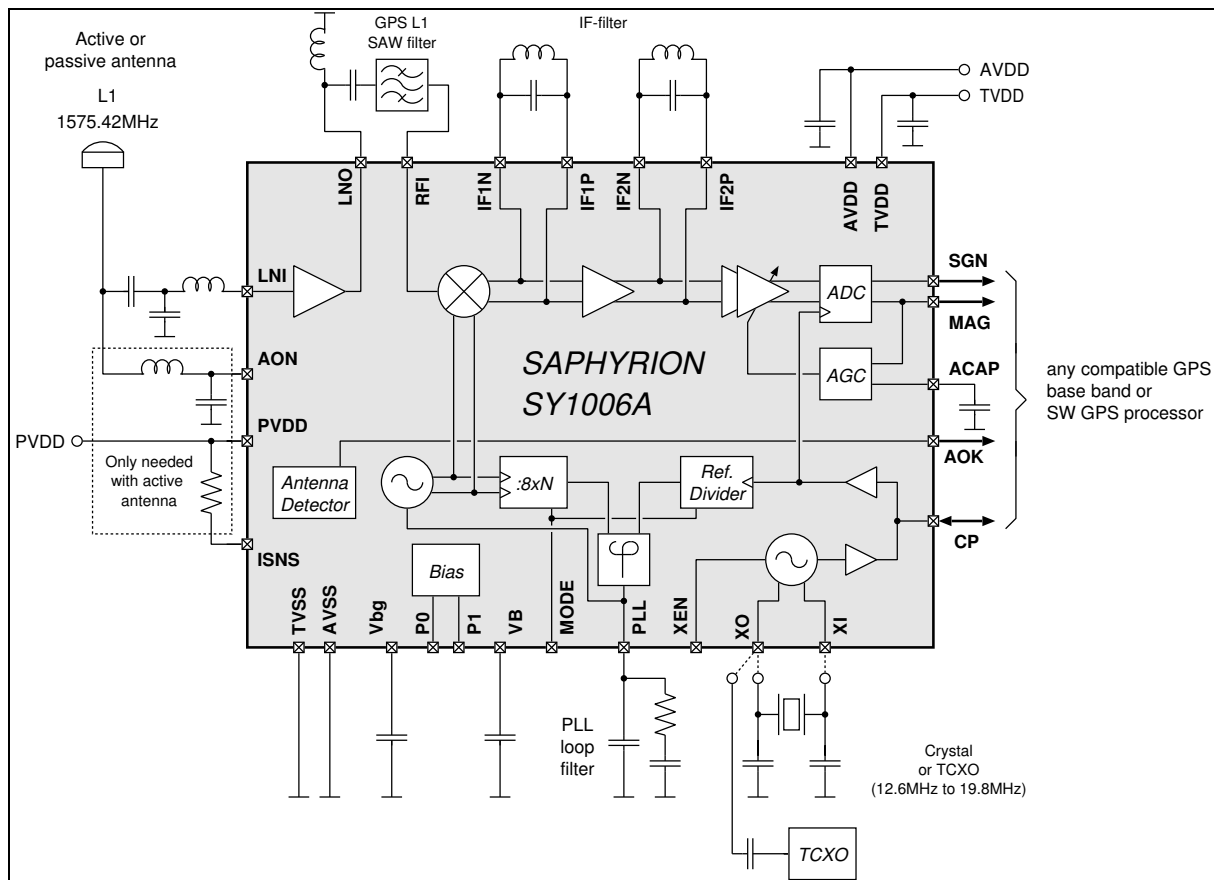 Active or
passive antenna
L1
1575.42MHz
GPS L1
SAW filter
IF-filter
AVDD
TVDD
LNO
RFI
IF1N
IF1P
IF2N
IF2P
AVDD
TVDD
LNI
AON
PVDD
PVDD
Only needed
with active
antenna
ISNS
SAPHYRION
SY1006A
ADC
AGC
SGN
MAG
ACAP
AOK
CP
any compatible GPS
base band or
SW GPS processor
Antenna
Detector
:8xN
Ref.
Divider
φ
Bias
TVSS
AVSS
Vbg
P0
P1
VB
MODE
PLL
XEN
XO
XI
PLL
loop
filter
Crystal
or TCXO
(12.6MHz to 19.8MHz)
TCXO